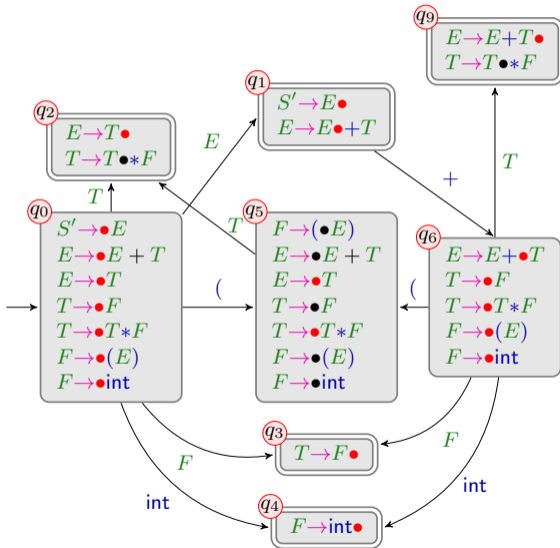 q9
E→E+T●
T→T●*F
q1
S′→E●
E→E●+T
q2
E→T●
T→T●*F
E
+
T
T
T
q0
S′→●E
E→●E + T
E→●T
T→●F
T→●T*F
F→●(E)
F→●int
(
q5
F→(●E)
E→●E + T
E→●T
T→●F
T→●T*F
F→●(E)
F→●int
(
q6
E→E+●T
T→●F
T→●T*F
F→●(E)
F→●int
q3
T→F●
F
F
int
int
q4
F→int●